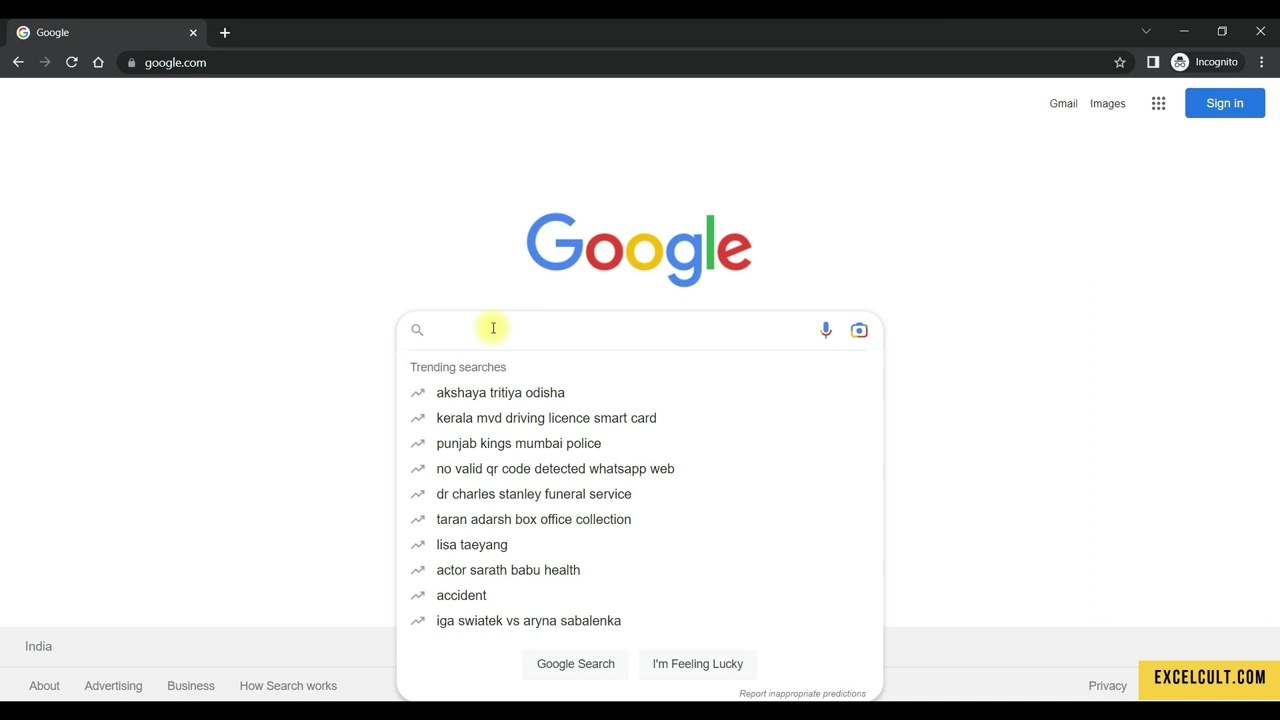 Google
google.com
Incognito
Gmail Images Sign in
Google
Trending searches
akshaya tritiya odisha
kerala mvd driving licence smart card
punjab kings mumbai police
no valid qr code detected whatsapp web
dr charles stanley funeral service
taran adarsh box office collection
lisa taeyang
actor sarath babu health
accident
iga swiatek vs aryna sabalenka
Google Search I'm Feeling Lucky
Report inappropriate predictions
India
About Advertising Business How Search works Privacy
EXCELCULT.COM